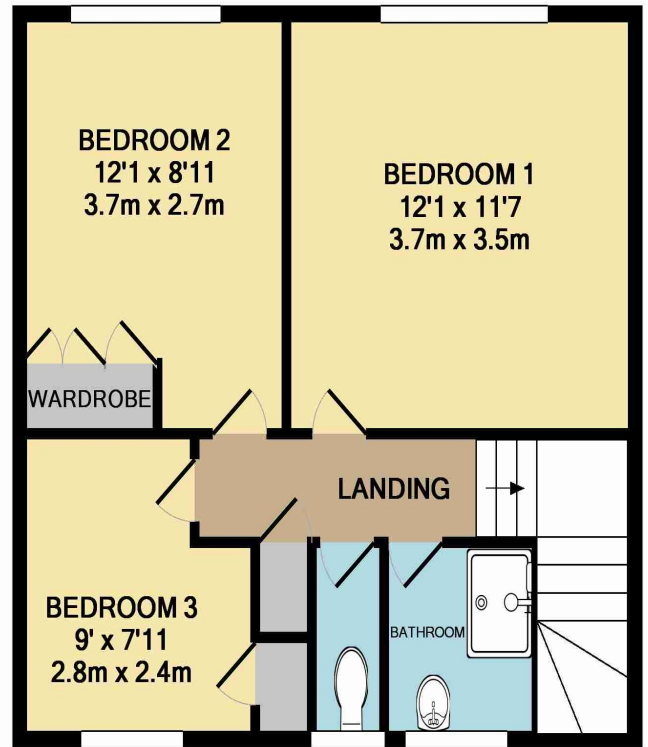 BEDROOM 2
12'1 x 8'11
3.7m x 2.7m
BEDROOM 1
12'1 x 11'7
3.7m x 3.5m
WARDROBE
LANDING
BEDROOM 3
9' x 7'11
2.8m x 2.4m
BATHROOM